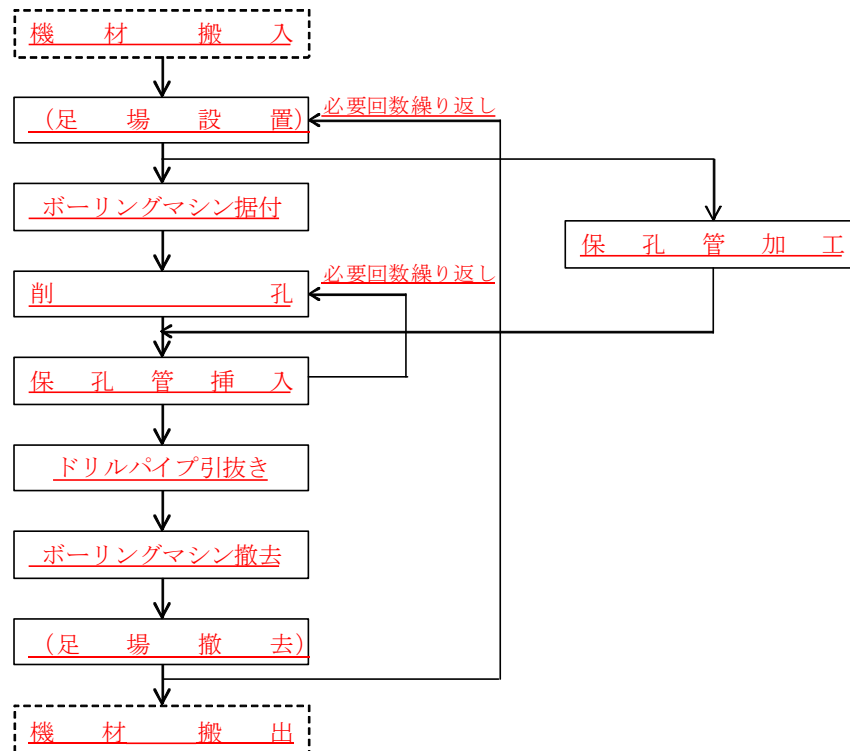 機材搬入
必要回数繰り返し
(足場設置)
ボーリングマシン据付
保孔管加工
必要回数繰り返し
削孔
保孔管挿入
ドリルパイプ引抜き
ボーリングマシン撤去
(足場撤去)
機材搬出